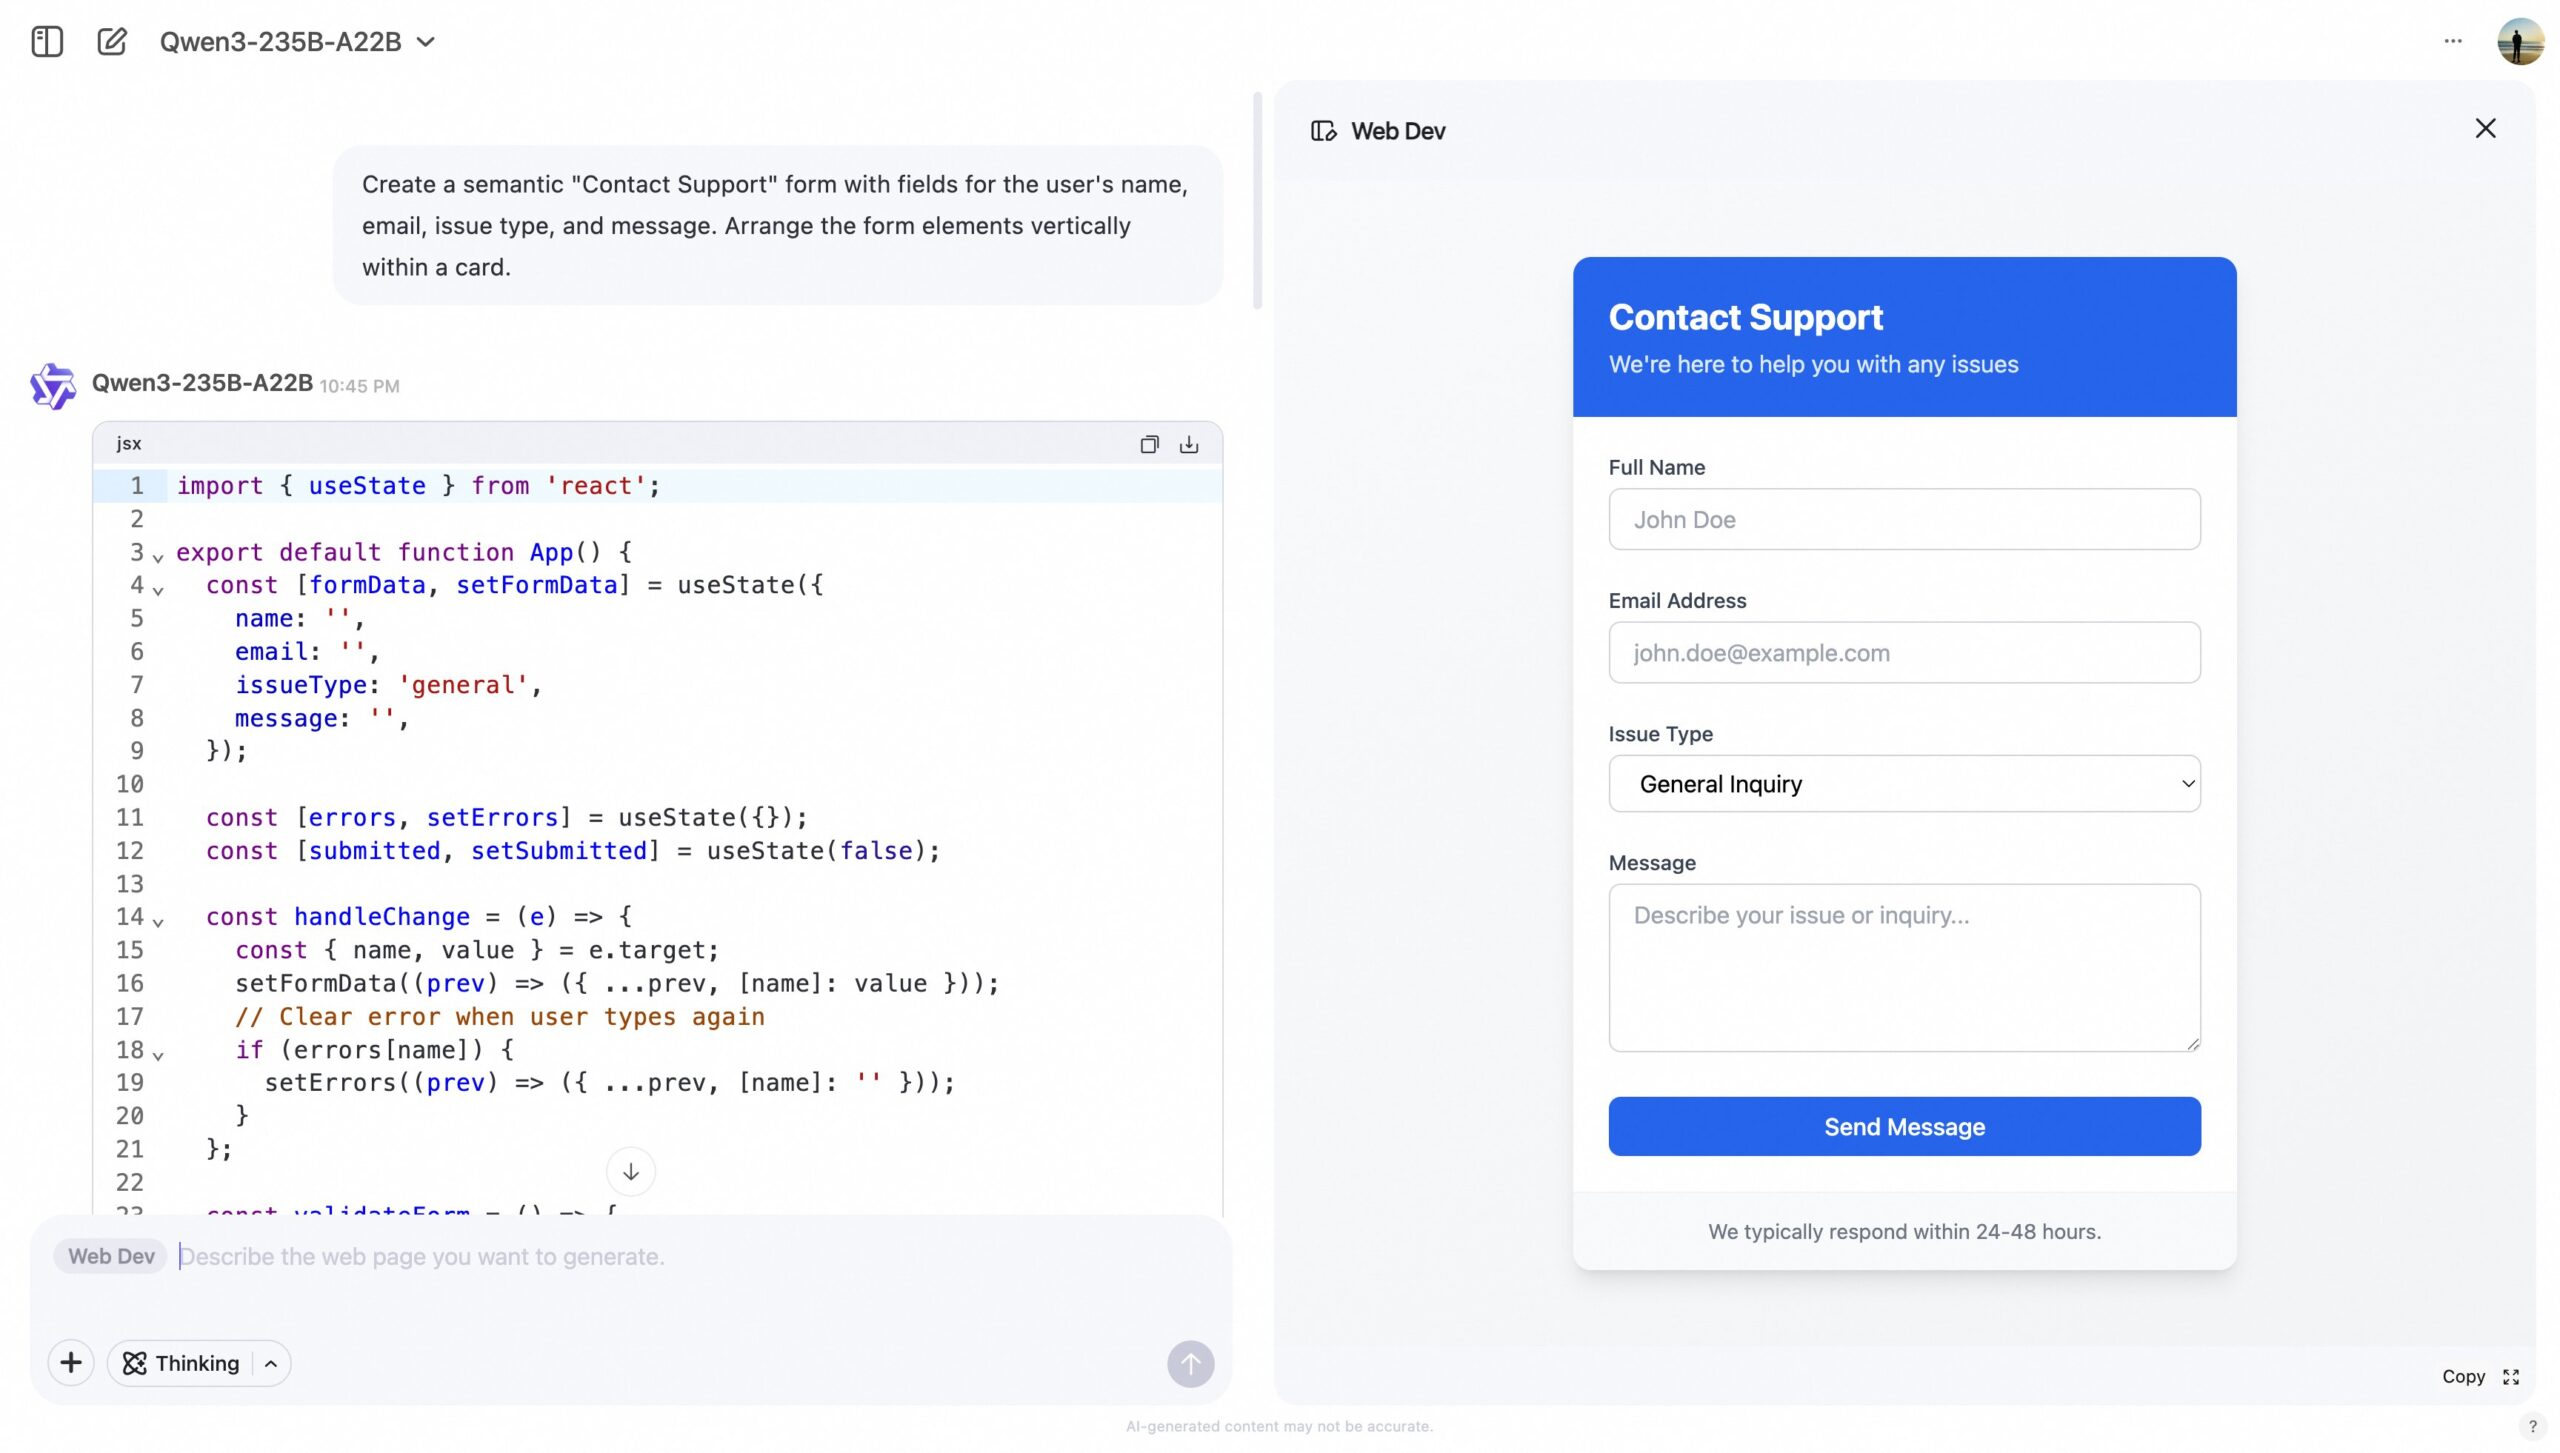 Qwen3-235B-A22B
Create a semantic "Contact Support" form with fields for the user's name,
email, issue type, and message. Arrange the form elements vertically
within a card.
Qwen3-235B-A22B 10:45 PM
jsx
1 import { useState } from 'react';
2
3 export default function App() {
4 const [formData, setFormData] = useState({
5 name: '',
6 email: '',
7 issueType: 'general',
8 message: '',
9 });
10
11 const [errors, setErrors] = useState({});
12 const [submitted, setSubmitted] = useState(false);
13
14 const handleChange = (e) => {
15 const { name, value } = e.target;
16 setFormData((prev) => ({ ...prev, [name]: value }));
17 // Clear error when user types again
18 if (errors[name]) {
19 setErrors((prev) => ({ ...prev, [name]: '' }));
20 }
21 };
22
23 const validateForm = () => {
Web Dev Describe the web page you want to generate.
Thinking
Web Dev
Contact Support
We're here to help you with any issues
Full Name
John Doe
Email Address
john.doe@example.com
Issue Type
General Inquiry
Message
Describe your issue or inquiry...
Send Message
We typically respond within 24-48 hours.
Copy
AI-generated content may not be accurate.
?